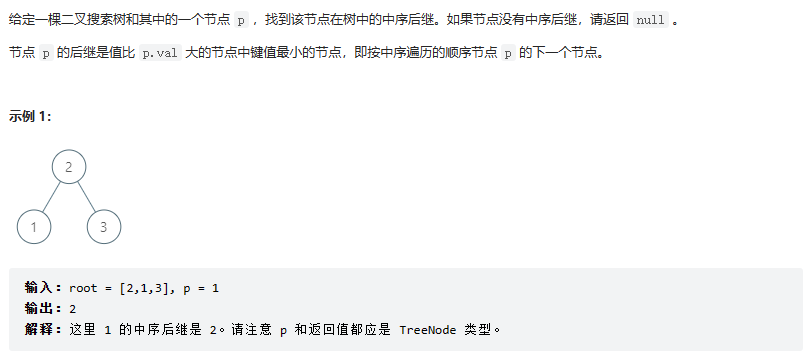 给定一棵二叉搜索树和其中的一个节点 p ，找到该节点在树中的中序后继。如果节点没有中序后继，请返回 null 。
节点 p 的后继是值比 p.val 大的节点中键值最小的节点，即按中序遍历的顺序节点 p 的下一个节点。
示例 1：
2
1 3
输入：root = [2,1,3], p = 1
输出：2
解释：这里 1 的中序后继是 2。请注意 p 和返回值都应是 TreeNode 类型。